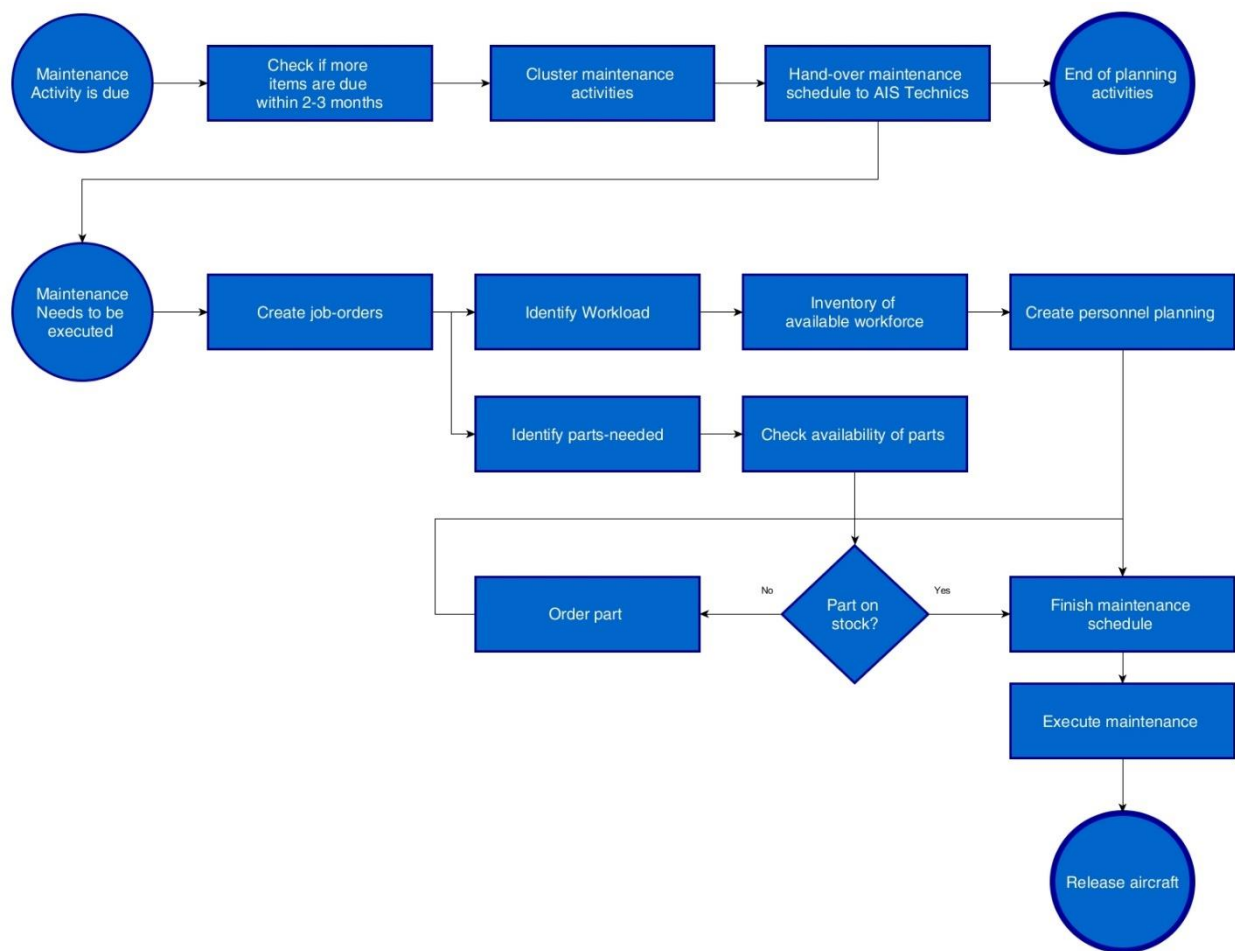 Maintenance
Activity is due
Check if more
items are due
within 2-3 months
Cluster maintenance
activities
Hand-over maintenance
schedule to AIS Technics
End of planning
activities
Maintenance
Needs to be
executed
Create job-orders
Identify Workload
Inventory of
available workforce
Create personnel planning
Identify parts-needed
Check availability of parts
Order part
No
Part on
stock?
Yes
Finish maintenance
schedule
Execute maintenance
Release aircraft